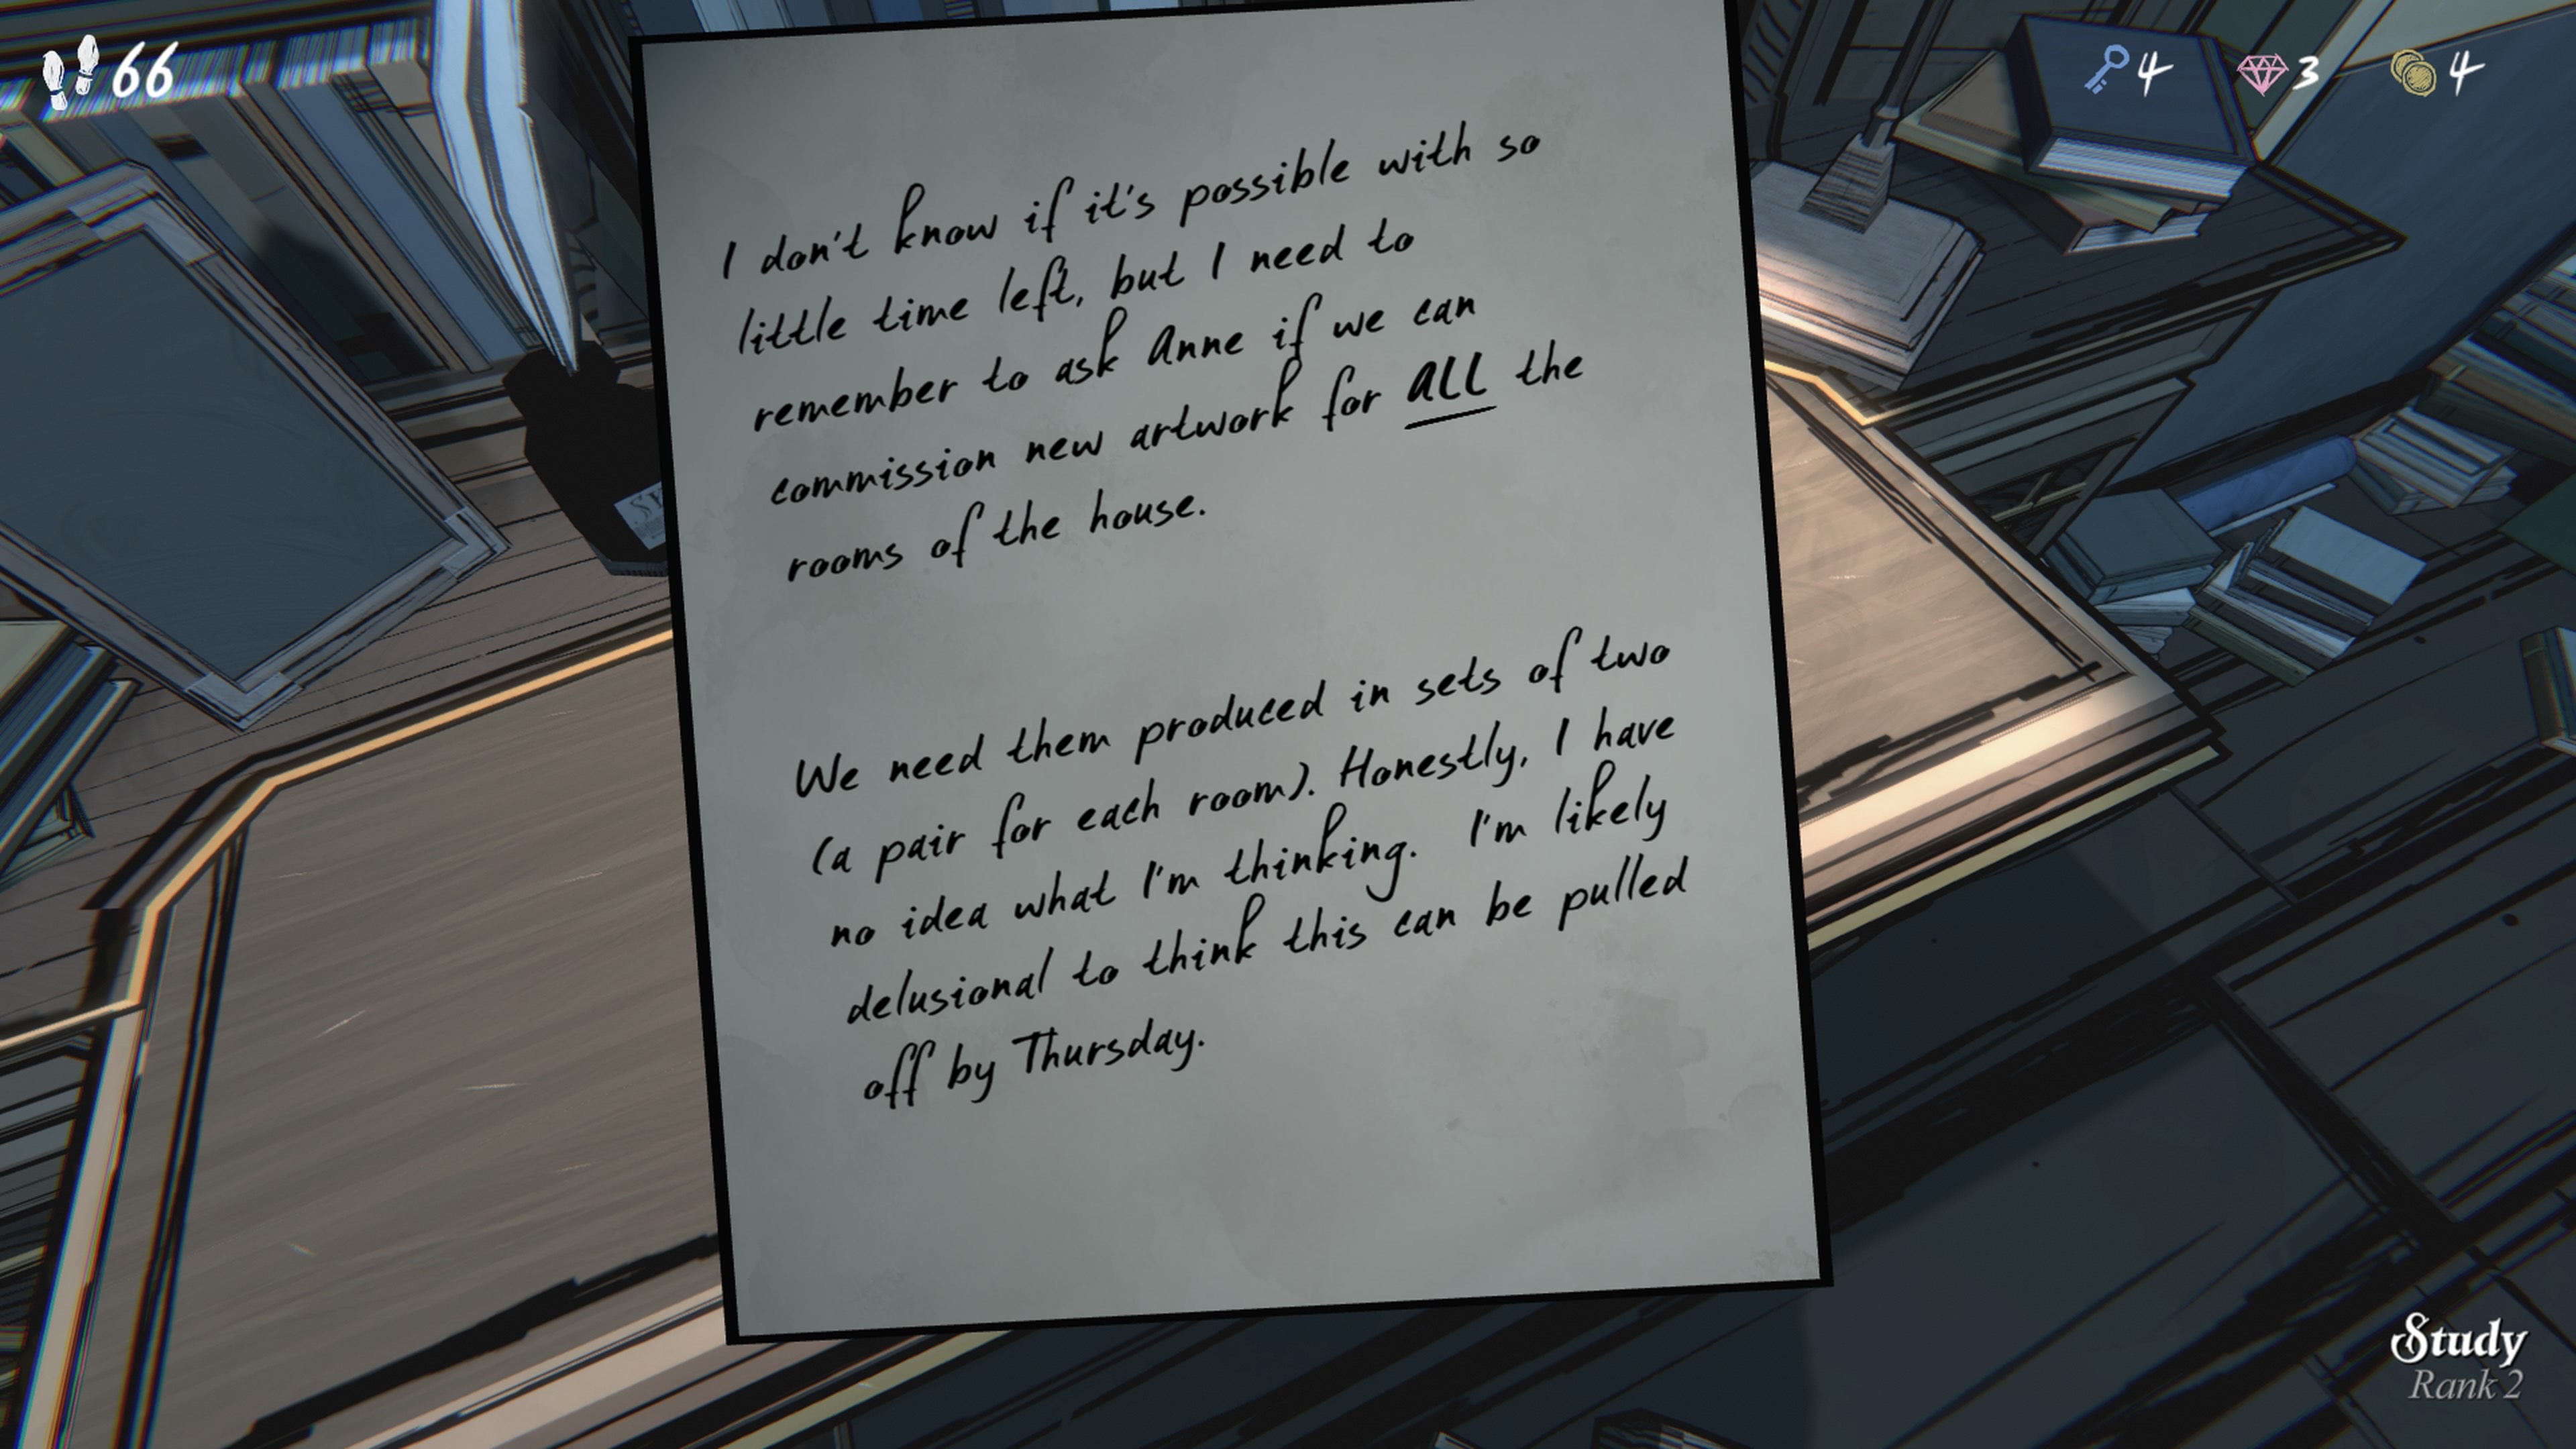 66
4
3
4
I don't know if it's possible with so
little time left, but I need to
remember to ask Anne if we can
commission new artwork for ALL the
rooms of the house.
We need them produced in sets of two
(a pair for each room). Honestly, I have
no idea what I'm thinking. I'm likely
delusional to think this can be pulled
off by Thursday.
Study
Rank 2